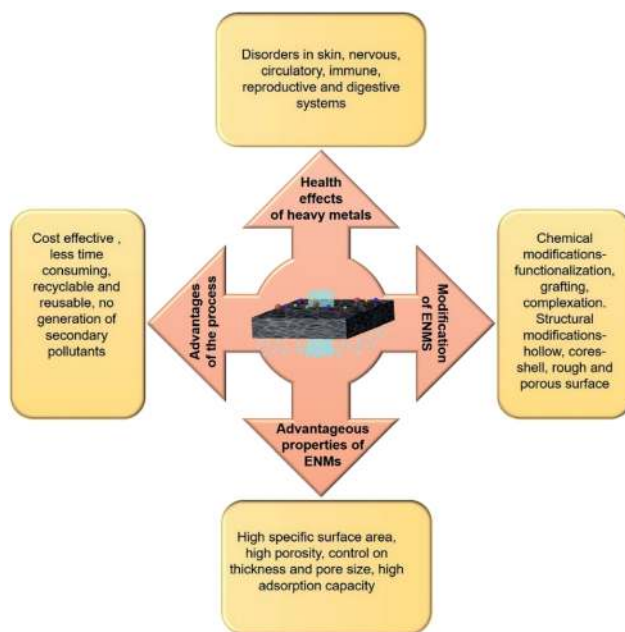 Disorders in skin, nervous,
circulatory, immune,
reproductive and digestive
systems
Health
effects
of heavy metals
Cost effective ,
less time
consuming,
recyclable and
reusable, no
generation of
secondary
pollutants
Advantages
of the process
Modification
of ENMS
Chemical
modifications-
functionalization,
grafting,
complexation.
Structural
modifications-
hollow, cores-
shell, rough and
porous surface
Advantageous
properties of
ENMs
High specific surface area,
high porosity, control on
thickness and pore size, high
adsorption capacity